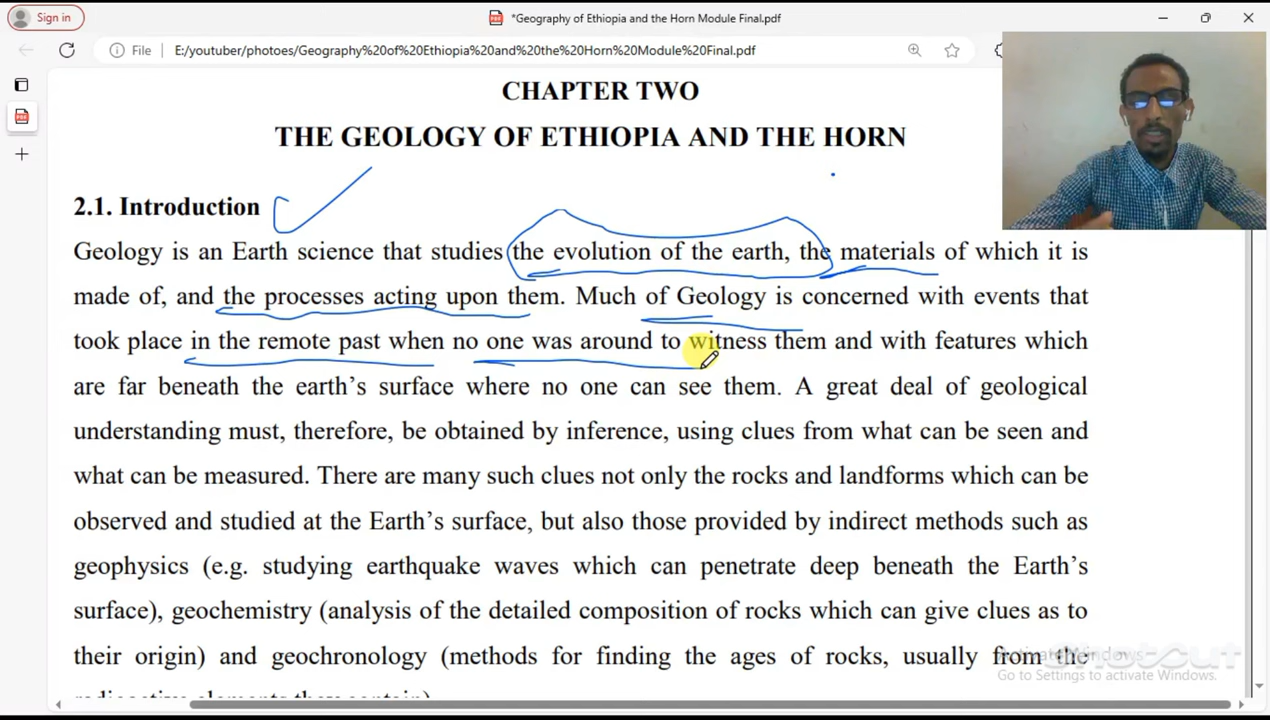 Sign in
*Geography of Ethiopia and the Horn Module Final.pdf
File
E:/youtuber/photoes/Geography%20of%20Ethiopia%20and%20the%20Horn%20Module%20Final.pdf
CHAPTER TWO
THE GEOLOGY OF ETHIOPIA AND THE HORN
2.1. Introduction
Geology is an Earth science that studies the evolution of the earth, the materials of which it is
made of, and the processes acting upon them. Much of Geology is concerned with events that
took place in the remote past when no one was around to witness them and with features which
are far beneath the earth's surface where no one can see them. A great deal of geological
understanding must, therefore, be obtained by inference, using clues from what can be seen and
what can be measured. There are many such clues not only the rocks and landforms which can be
observed and studied at the Earth's surface, but also those provided by indirect methods such as
geophysics (e.g. studying earthquake waves which can penetrate deep beneath the Earth's
surface), geochemistry (analysis of the detailed composition of rocks which can give clues as to
their origin) and geochronology (methods for finding the ages of rocks, usually from the
radioactive elements they contain).
Activate Windows
Go to Settings to activate Windows.
Shotcut